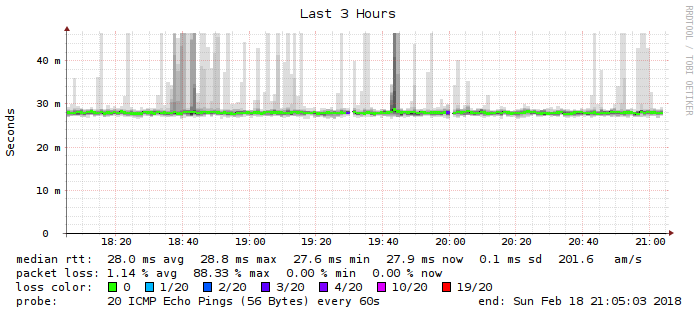 Last 3 Hours
RRDTOOL / TOBI OETIKER
Seconds
40 m
30 m
20 m
10 m
0
18:20 18:40 19:00 19:20 19:40 20:00 20:20 20:40 21:00
median rtt: 28.0 ms avg 28.8 ms max 27.6 ms min 27.9 ms now 0.1 ms sd 201.6 am/s
packet loss: 1.14 % avg 88.33 % max 0.00 % min 0.00 % now
loss color: 0 1/20 2/20 3/20 4/20 10/20 19/20
probe: 20 ICMP Echo Pings (56 Bytes) every 60s end: Sun Feb 18 21:05:03 2018